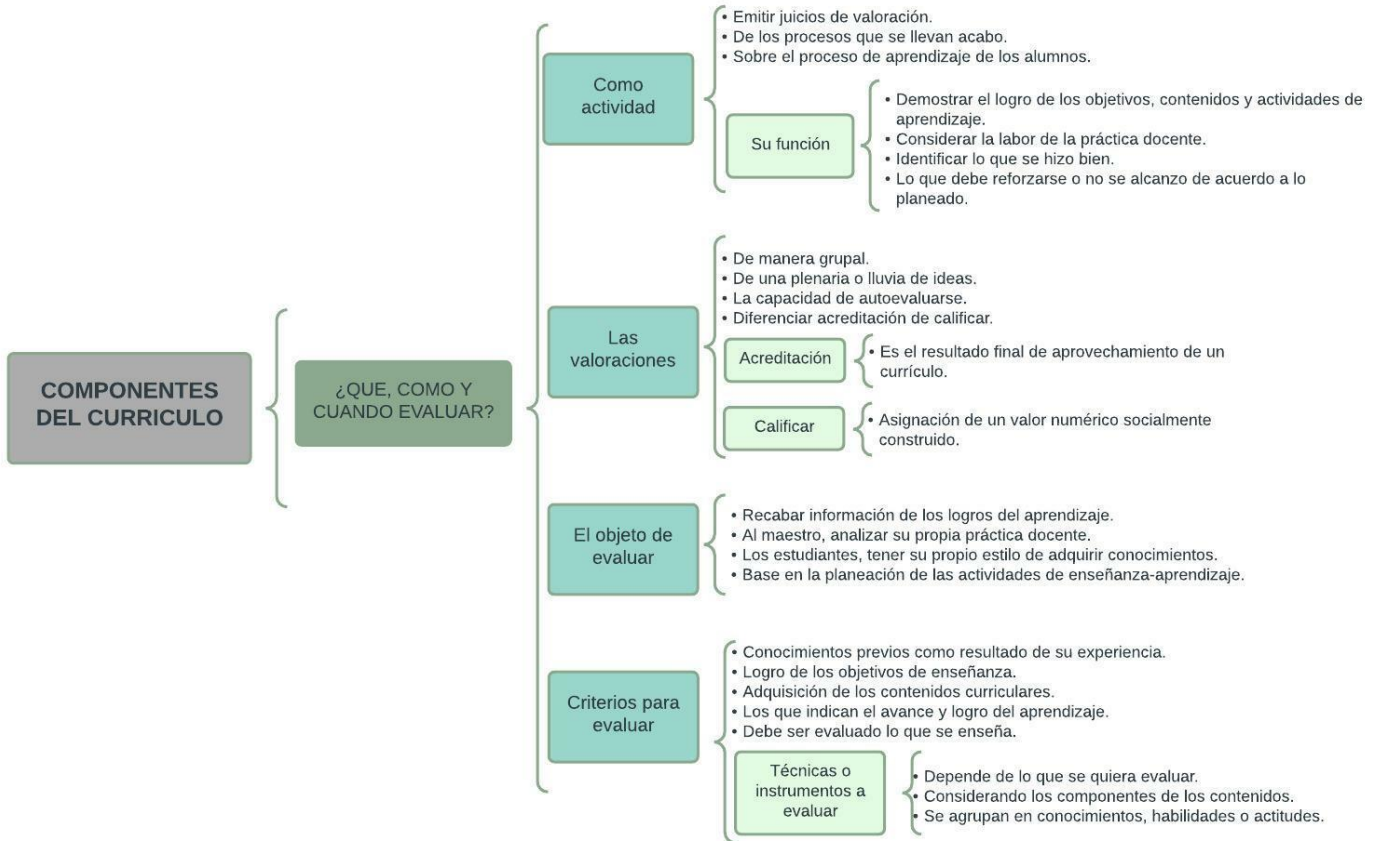 COMPONENTES
DEL CURRICULO
¿QUE, COMO Y
CUANDO EVALUAR?
Como
actividad
• Emitir juicios de valoración.
• De los procesos que se llevan acabo.
• Sobre el proceso de aprendizaje de los alumnos.
Su función
• Demostrar el logro de los objetivos, contenidos y actividades de
aprendizaje.
• Considerar la labor de la práctica docente.
• Identificar lo que se hizo bien.
• Lo que debe reforzarse o no se alcanzo de acuerdo a lo
planeado.
Las
valoraciones
• De manera grupal.
• De una plenaria o lluvia de ideas.
• La capacidad de autoevaluarse.
• Diferenciar acreditación de calificar.
Acreditación
• Es el resultado final de aprovechamiento de un
currículo.
Calificar
• Asignación de un valor numérico socialmente
construido.
El objeto de
evaluar
• Recabar información de los logros del aprendizaje.
• Al maestro, analizar su propia práctica docente.
• Los estudiantes, tener su propio estilo de adquirir conocimientos.
• Base en la planeación de las actividades de enseñanza-aprendizaje.
Criterios para
evaluar
• Conocimientos previos como resultado de su experiencia.
• Logro de los objetivos de enseñanza.
• Adquisición de los contenidos curriculares.
• Los que indican el avance y logro del aprendizaje.
• Debe ser evaluado lo que se enseña.
Técnicas o
instrumentos a
evaluar
• Depende de lo que se quiera evaluar.
• Considerando los componentes de los contenidos.
• Se agrupan en conocimientos, habilidades o actitudes.